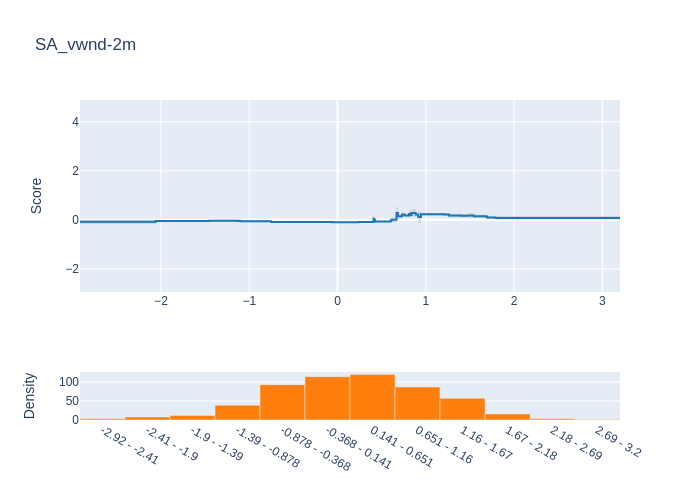 SA_vwnd-2m
Score
4
2
0
−2
−2
−1
0
1
2
3
Density
100
50
0
-2.92 - -2.41
-2.41 - -1.9
-1.9 - -1.39
-1.39 - -0.878
-0.878 - -0.368
-0.368 - 0.141
0.141 - 0.651
0.651 - 1.16
1.16 - 1.67
1.67 - 2.18
2.18 - 2.69
2.69 - 3.2